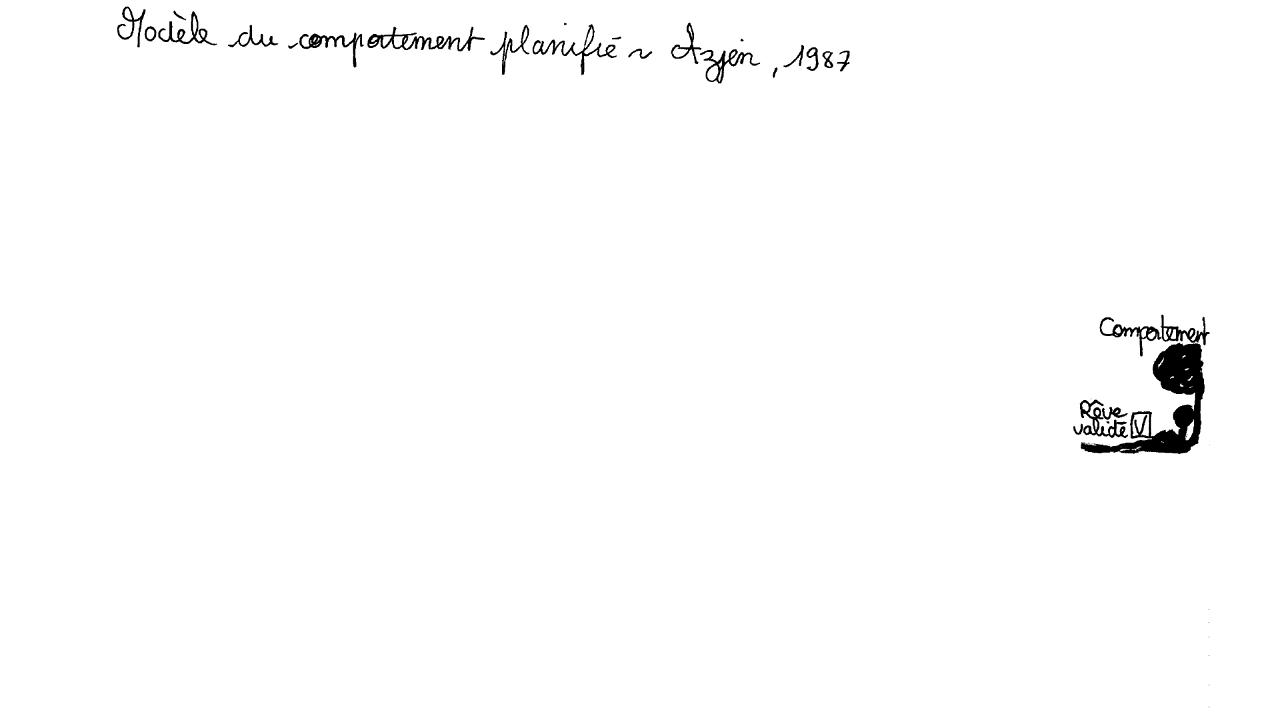 Modèle du comportement planifié ~ Azjen, 1987
Comportement
Rêve
validé V